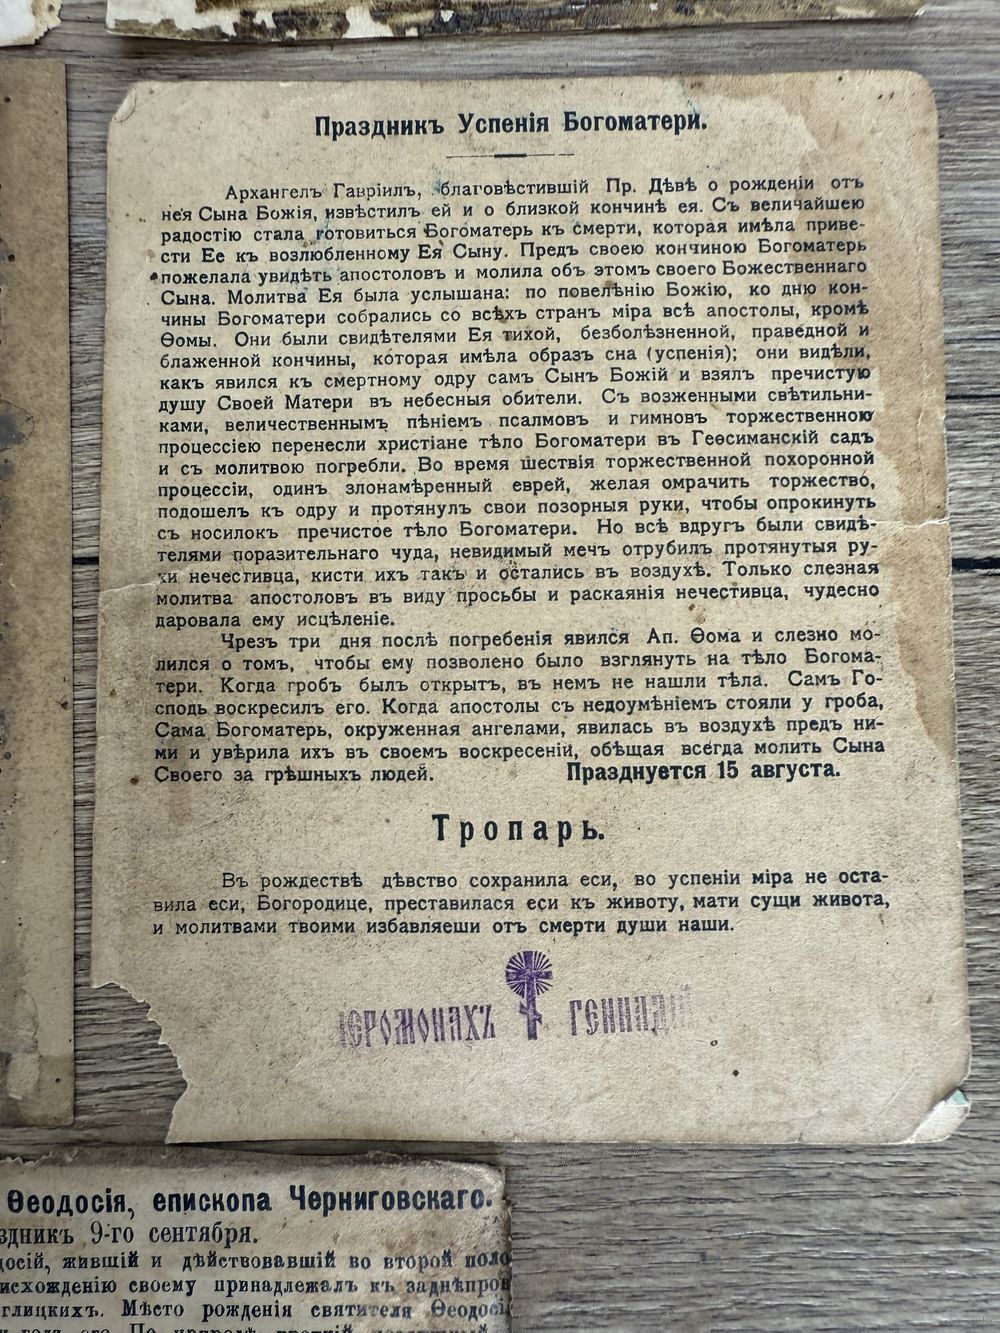 Праздникъ Успенія Богоматери.
Архангелъ Гавріилъ, благовѣстившій Пр. Дѣвѣ о рожденіи отъ
нея Сына Божія, извѣстилъ ей и о близкой кончинѣ ея. Съ величайшею
радостію стала готовиться Богоматерь къ смерти, которая имѣла приве-
сти Ее къ возлюбленному Ея Сыну. Предъ своею кончиною Богоматерь
пожелала увидѣть апостоловъ и молила объ этомъ своего Божественнаго
Сына. Молитва Ея была услышана: по повелѣнію Божію, ко дню кон-
чины Богоматери собрались со всѣхъ странъ міра всѣ апостолы, кромѣ
Ѳомы. Они были свидѣтелями Ея тихой, безболѣзненной, праведной и
блаженной кончины, которая имѣла образъ сна (успенія); они видѣли,
какъ явился къ смертному одру самъ Сынъ Божій и взялъ пречистую
душу Своей Матери въ небесныя обители. Съ возженными свѣтильни-
ками, величественнымъ пѣніемъ псалмовъ и гимновъ торжественною
процессіею перенесли христіане тѣло Богоматери въ Геѳсиманскій садъ
и съ молитвою погребли. Во время шествія торжественной похоронной
процессіи, одинъ злонамѣренный еврей, желая омрачить торжество,
подошелъ къ одру и протянулъ свои позорныя руки, чтобы опрокинуть
съ носилокъ пречистое тѣло Богоматери. Но всѣ вдругъ были свидѣ-
телями поразительнаго чуда, невидимый мечъ отрубилъ протянутыя ру-
ки нечестивца, кисти ихъ такъ и остались въ воздухѣ. Только слезная
молитва апостоловъ въ виду просьбы и раскаянія нечестивца, чудесно
даровала ему исцѣленіе.
Чрезъ три дня послѣ погребенія явился Ап. Ѳома и слезно мо-
лился о томъ, чтобы ему позволено было взглянуть на тѣло Богома-
тери. Когда гробъ былъ открытъ, въ немъ не нашли тѣла. Самъ Го-
сподь воскресилъ его. Когда апостолы съ недоумѣніемъ стояли у гроба,
Сама Богоматерь, окруженная ангелами, явилась въ воздухѣ предъ ни-
ми и увѣрила ихъ въ своемъ воскресеніи, обѣщая всегда молить Сына
Своего за грѣшныхъ людей. Празднуется 15 августа.
Тропарь.
Въ рождествѣ дѣвство сохранила еси, во успеніи міра не оста-
вила еси, Богородице, преставилася еси къ животу, мати сущи живота,
и молитвами твоими избавляеши отъ смерти души наши.
ІЕРОМОНАХЪ ГЕННАДІЙ
Ѳеодосія, епископа Черниговскаго.
здникъ 9-го сентября.
досій, жившій и дѣйствовавшій во второй поло
исхожденію своему принадлежалъ къ заднѣпров
глицкихъ. Мѣсто рожденія святителя Ѳеодосі